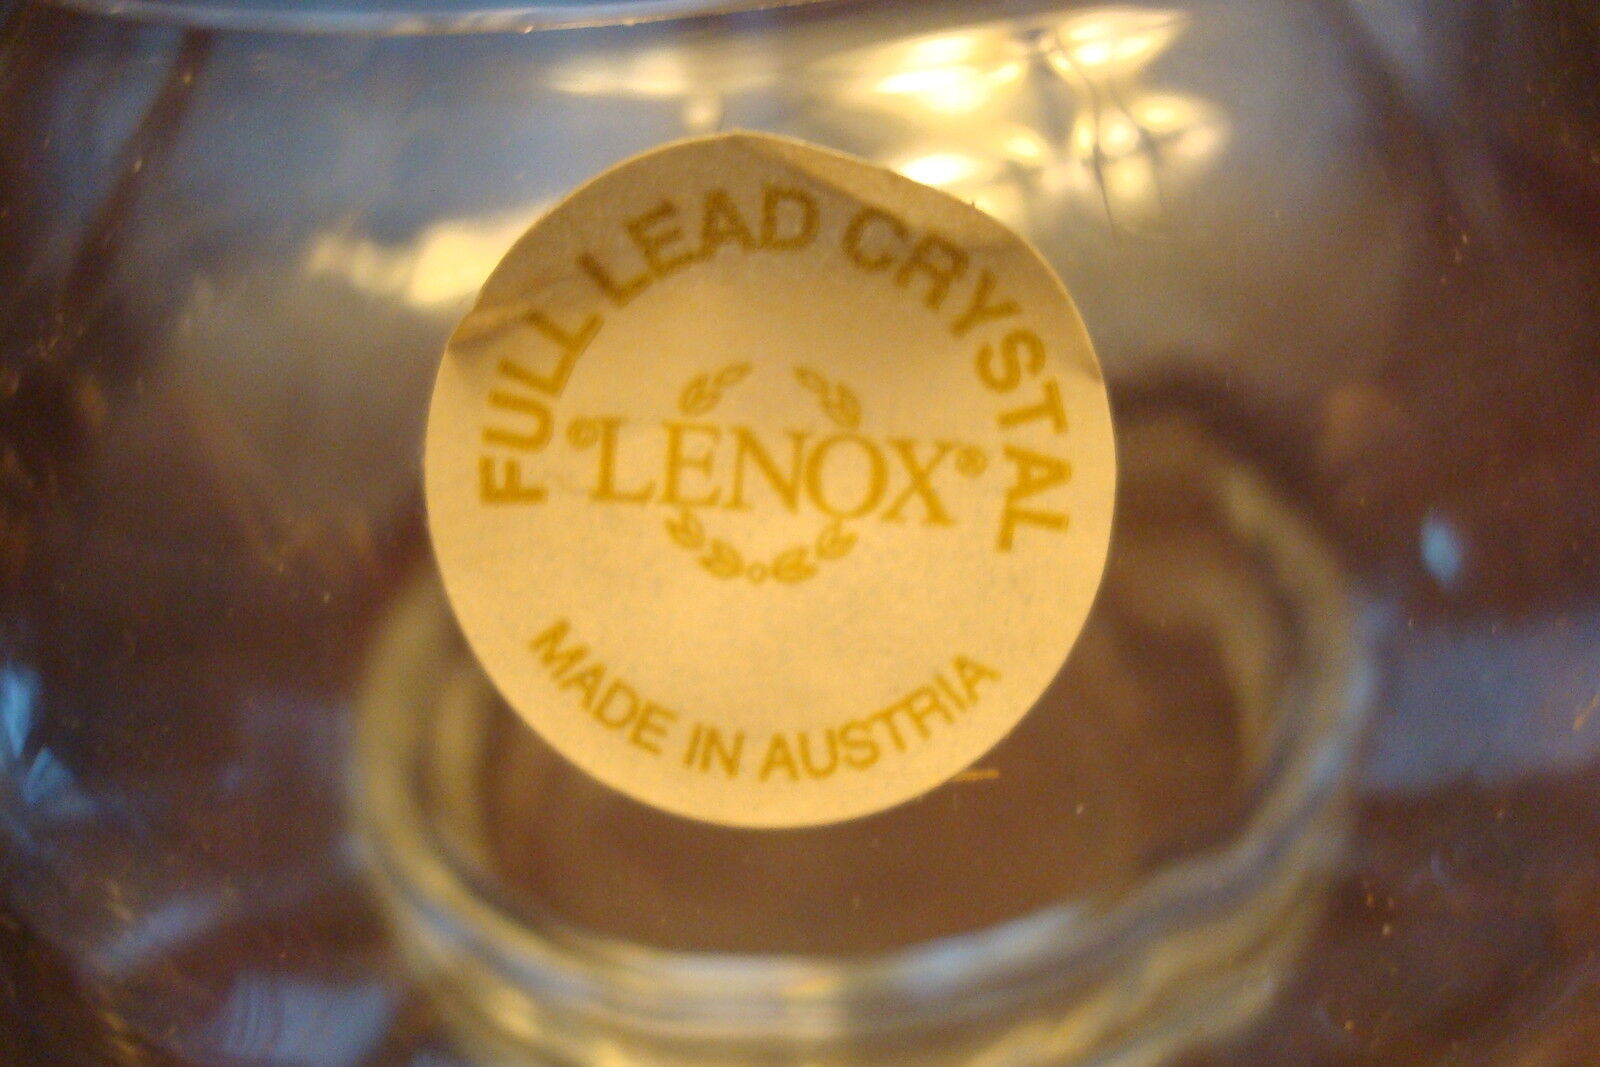 FULL LEAD CRYSTAL
®LENOX®
MADE IN AUSTRIA